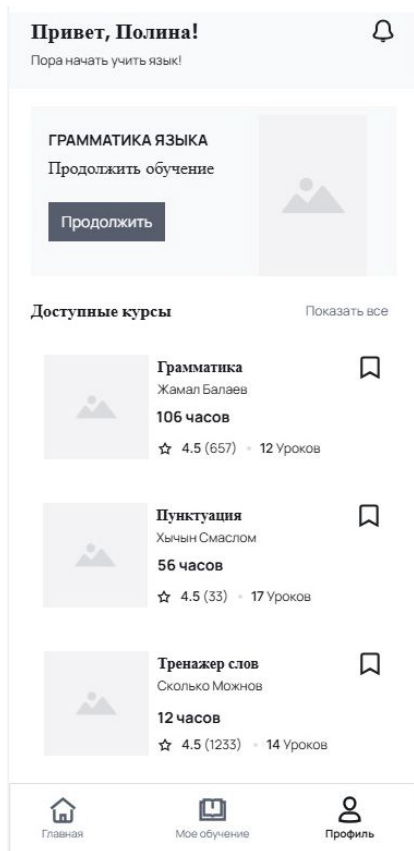 Привет, Полина!
Пора начать учить язык!
ГРАММАТИКА ЯЗЫКА
Продолжить обучение
Продолжить
Доступные курсы
Показать все
Грамматика
Жамал Балаев
106 часов
4.5 (657) • 12 Уроков
Пунктуация
Хычын Смаслом
56 часов
4.5 (33) • 17 Уроков
Тренажер слов
Сколько Можнов
12 часов
4.5 (1233) • 14 Уроков
Главная
Мое обучение
Профиль